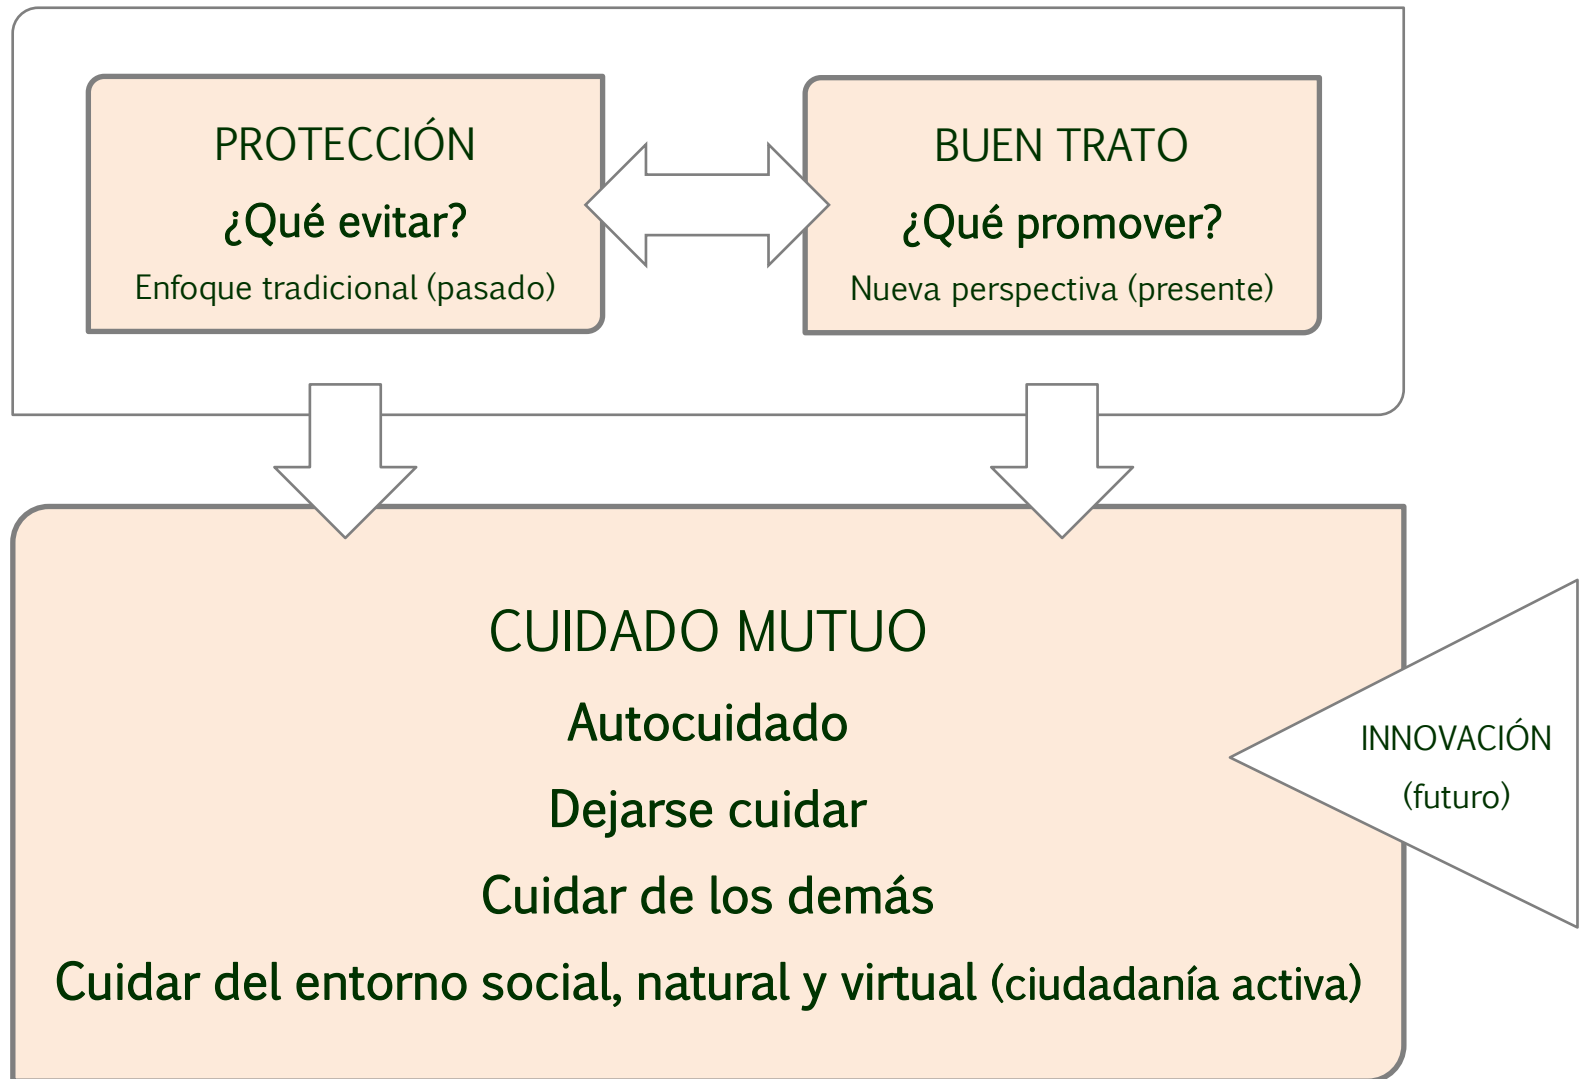 PROTECCIÓN
¿Qué evitar?
Enfoque tradicional (pasado)
BUEN TRATO
¿Qué promover?
Nueva perspectiva (presente)
CUIDADO MUTUO
Autocuidado
Dejarse cuidar
Cuidar de los demás
Cuidar del entorno social, natural y virtual (ciudadanía activa)
INNOVACIÓN
(futuro)